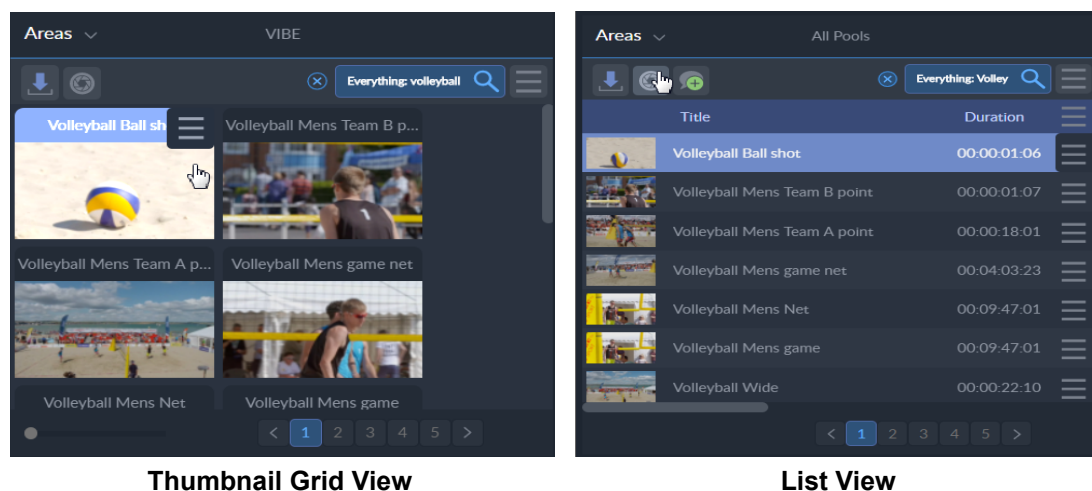 Areas VIBE
Everything: volleyball
Volleyball Ball sh Volleyball Mens Team B p...
Volleyball Mens Team A p... Volleyball Mens game net
Volleyball Mens Net Volleyball Mens game
< 1 2 3 4 5 >
Thumbnail Grid View
Areas All Pools
Everything: Volley
Title Duration
Volleyball Ball shot 00:00:01:06
Volleyball Mens Team B point 00:00:01:07
Volleyball Mens Team A point 00:00:18:01
Volleyball Mens game net 00:04:03:23
Volleyball Mens Net 00:09:47:01
Volleyball Mens game 00:09:47:01
Volleyball Wide 00:00:22:10
< 1 2 3 4 5 >
List View